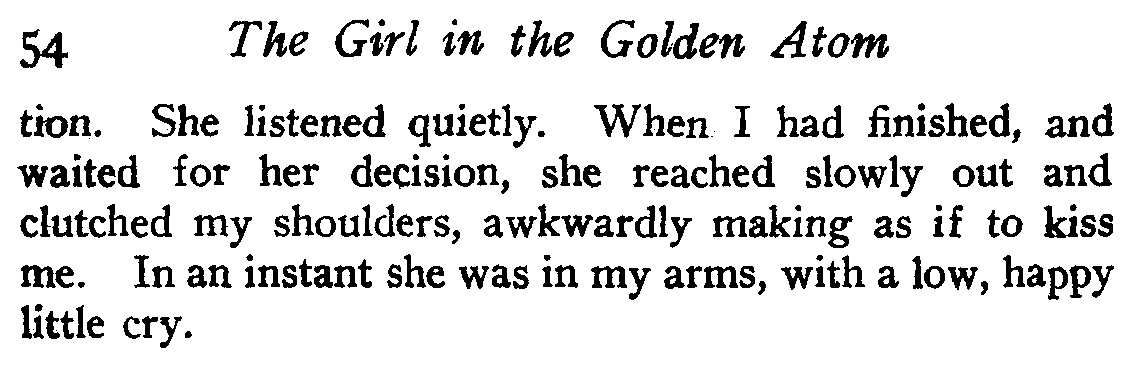 54 The Girl in the Golden Atom
tion. She listened quietly. When I had finished, and
waited for her decision, she reached slowly out and
clutched my shoulders, awkwardly making as if to kiss
me. In an instant she was in my arms, with a low, happy
little cry.